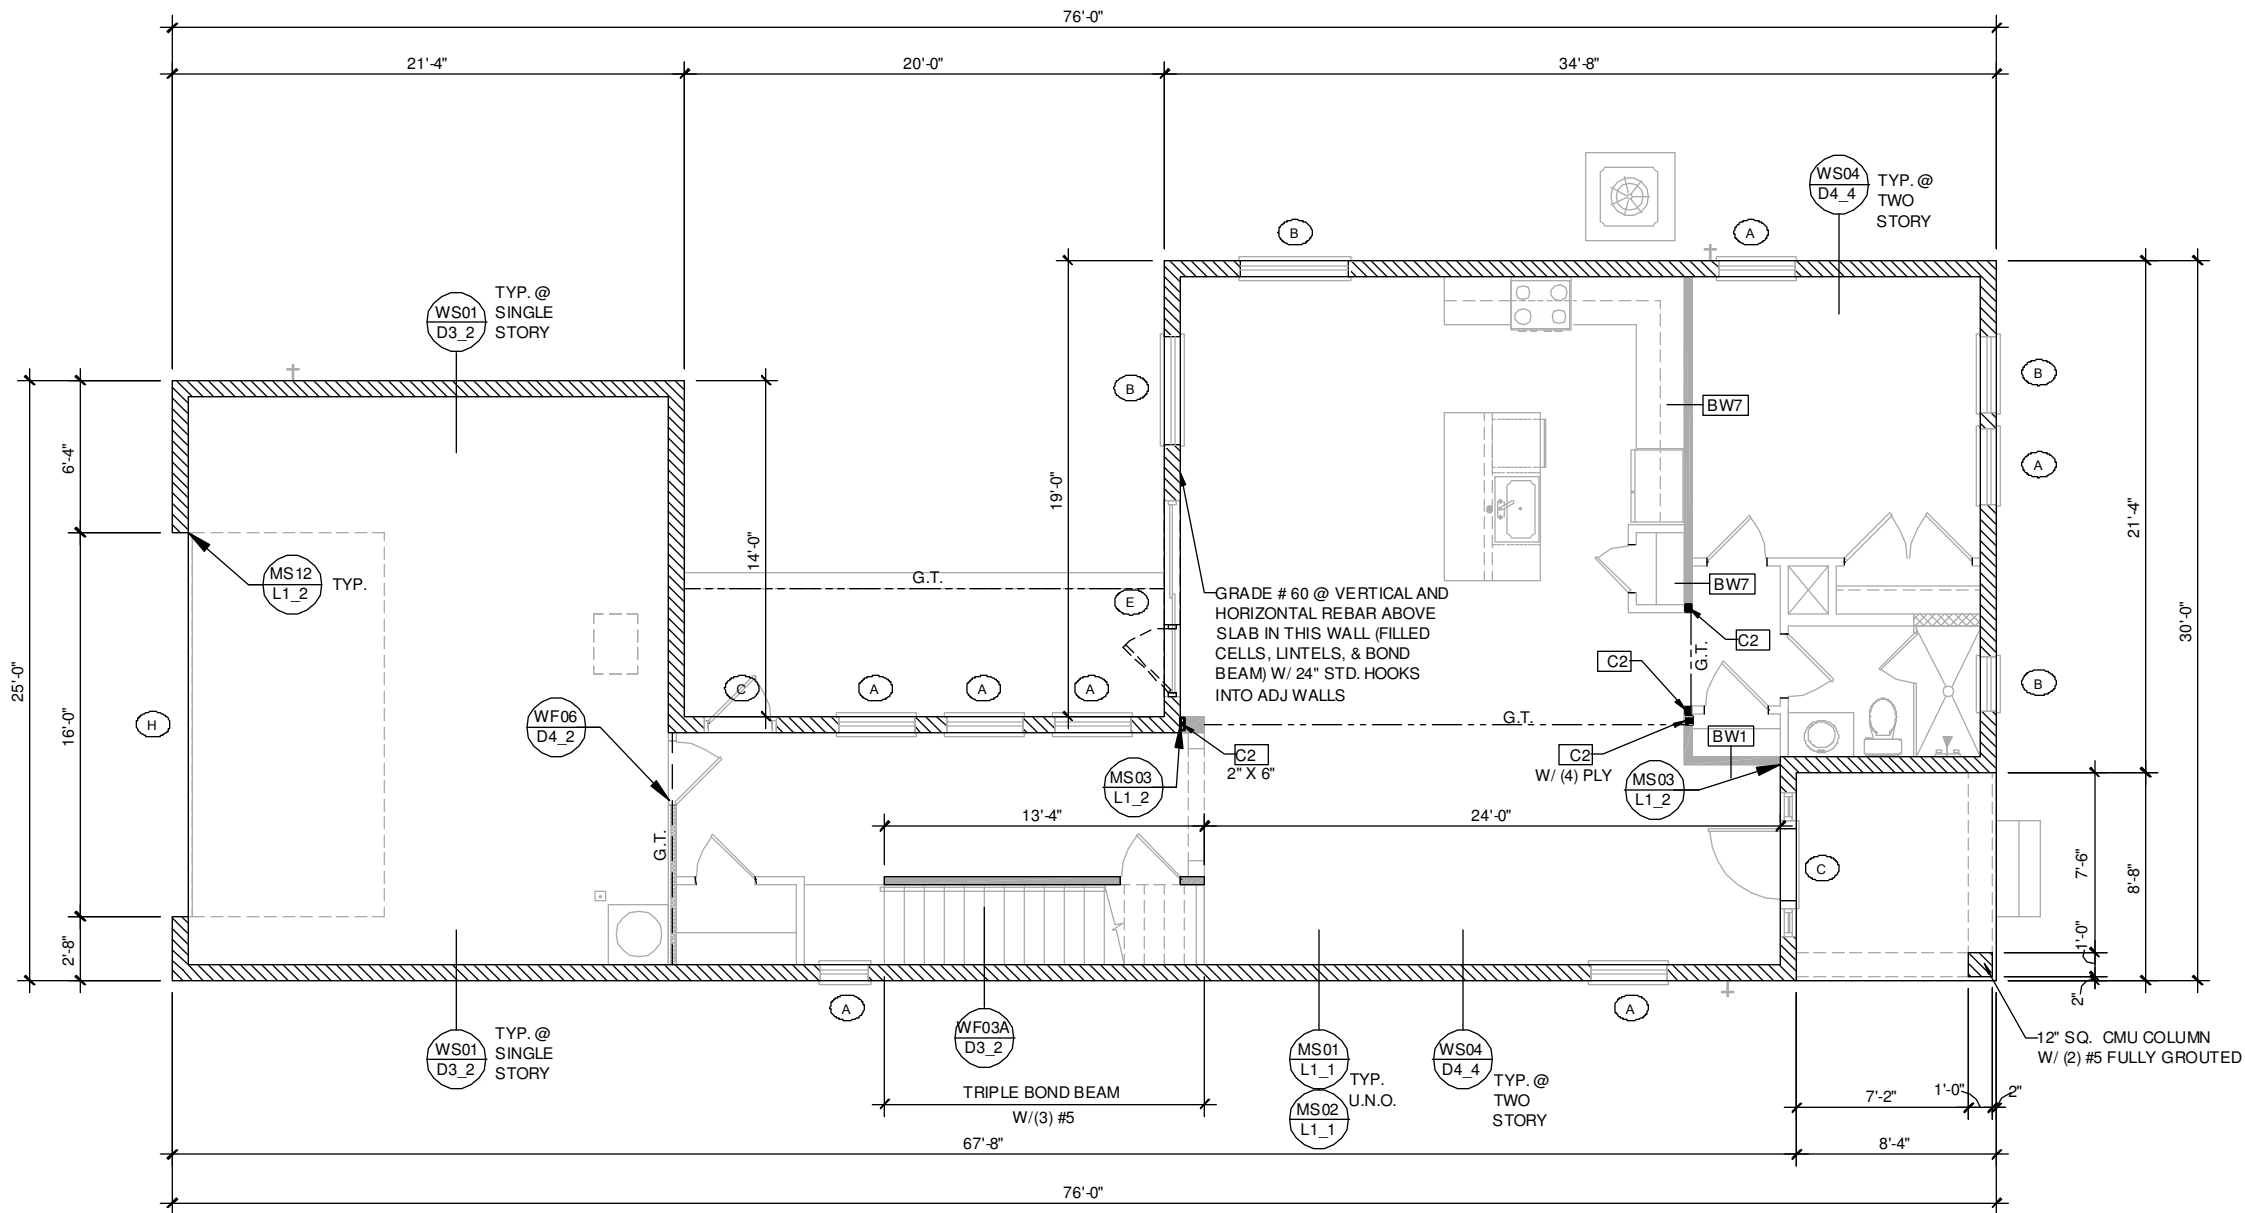 76'-0"
21'-4"
20'-0"
34'-8"
WS04
D4_4
TYP. @
TWO
STORY
B
A
WS01
D3_2
TYP. @
SINGLE
STORY
B
B
BW7
6'-4"
19'-0"
A
21'-4"
14'-0"
MS12
L1_2
TYP.
G.T.
E
GRADE # 60 @ VERTICAL AND
HORIZONTAL REBAR ABOVE
SLAB IN THIS WALL (FILLED
CELLS, LINTELS, & BOND
BEAM) W/ 24" STD. HOOKS
INTO ADJ WALLS
BW7
C2
C2
G.T.
30'-0"
25'-0"
16'-0"
H
C
A
A
A
B
WF06
D4_2
G.T.
BW1
C2
2" X 6"
C2
W/ (4) PLY
MS03
L1_2
MS03
L1_2
13'-4"
24'-0"
G.T.
C
7'-6"
8'-8"
2'-8"
1'-0"
2"
A
A
WS01
D3_2
TYP. @
SINGLE
STORY
WF03A
D3_2
MS01
L1_1
MS02
L1_1
TYP.
U.N.O.
WS04
D4_4
TYP. @
TWO
STORY
12" SQ. CMU COLUMN
W/ (2) #5 FULLY GROUTED
TRIPLE BOND BEAM
W/(3) #5
7'-2"
1'-0"
2"
67'-8"
8'-4"
76'-0"